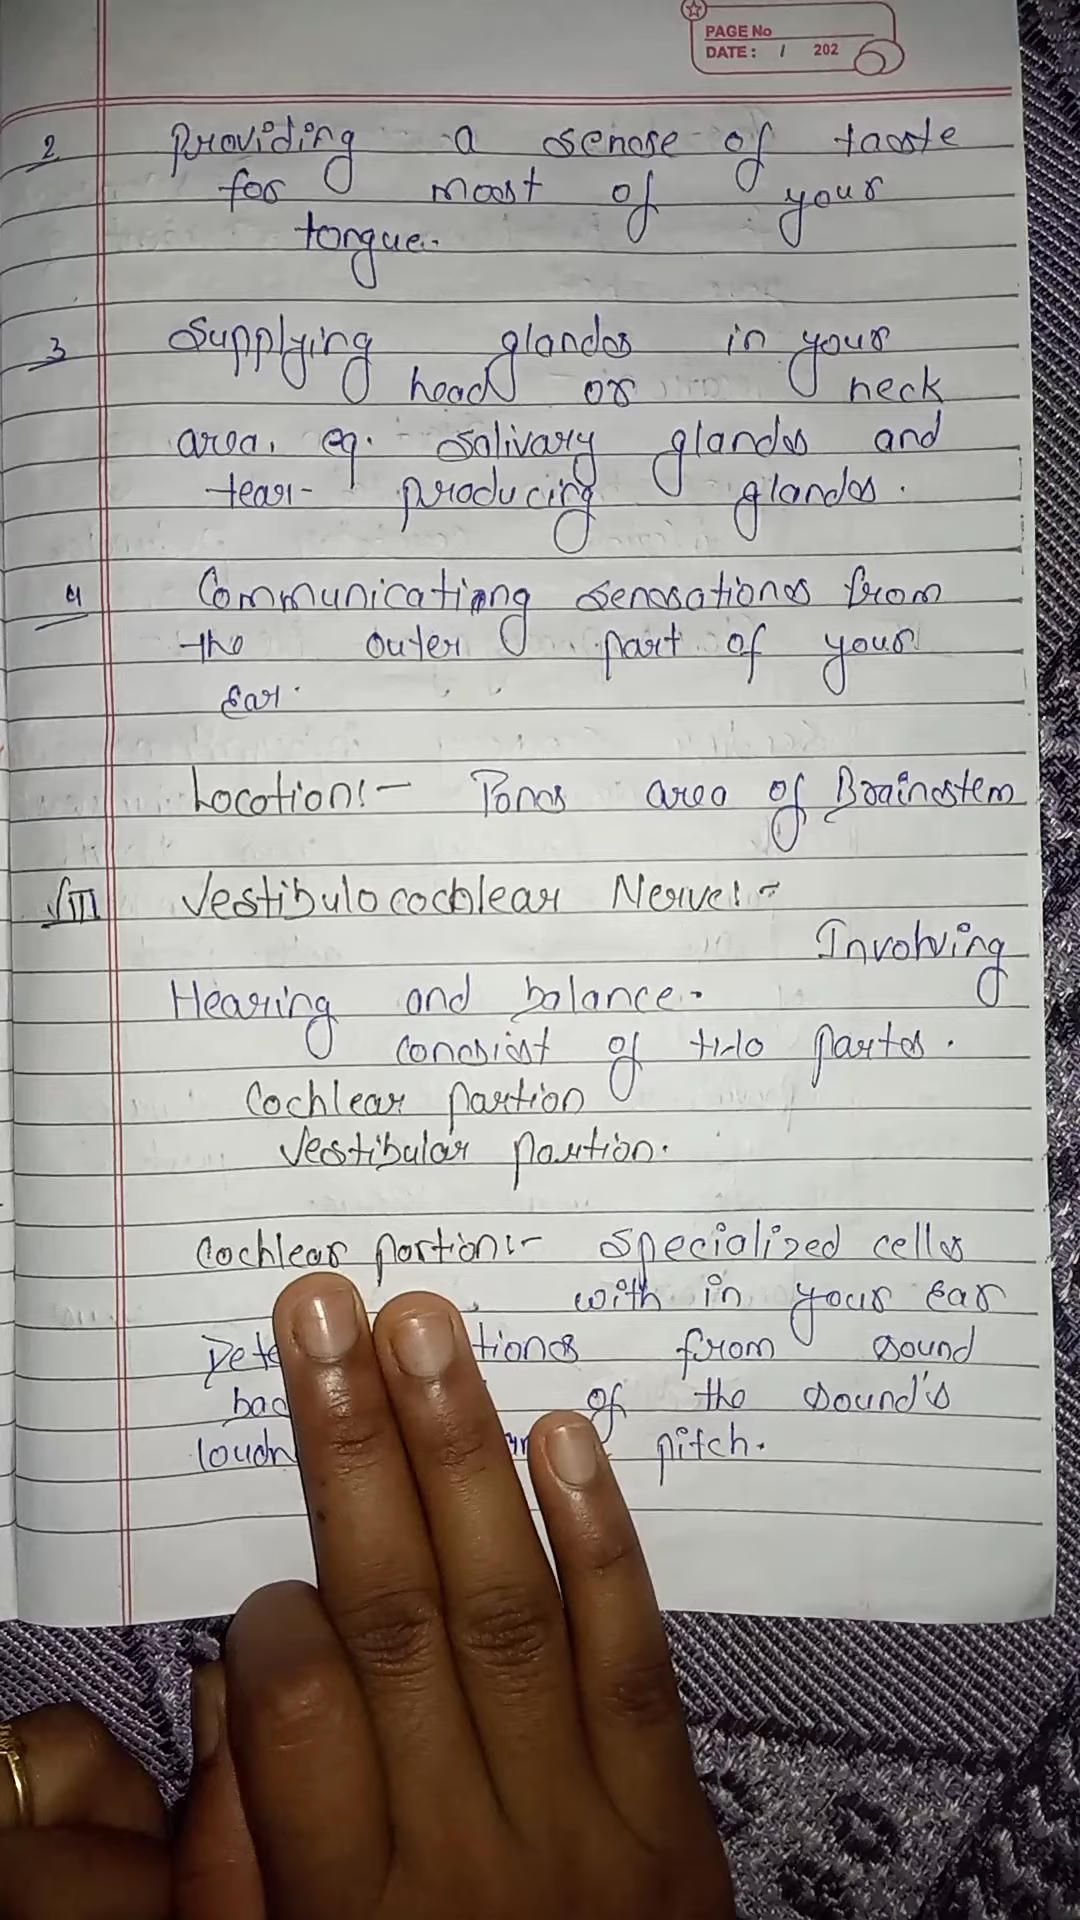 PAGE No
DATE: / 202
2 Providing a sense of taste
for most of your
tongue.
3 Supplying glands in your
head or neck
area. eg. salivary glands and
tear- producing glands.
4 Communicating sensations from
the outer part of your
Ear.
Location:- Pons area of Brainstem
VIII Vestibulocochlear Nerve:-
Involving
Hearing and balance.
consist of two parts.
Cochlear portion
Vestibular portion.
Cochlear portion:- Specialized cells
with in your Ear
from sound
of the sound's
pitch.